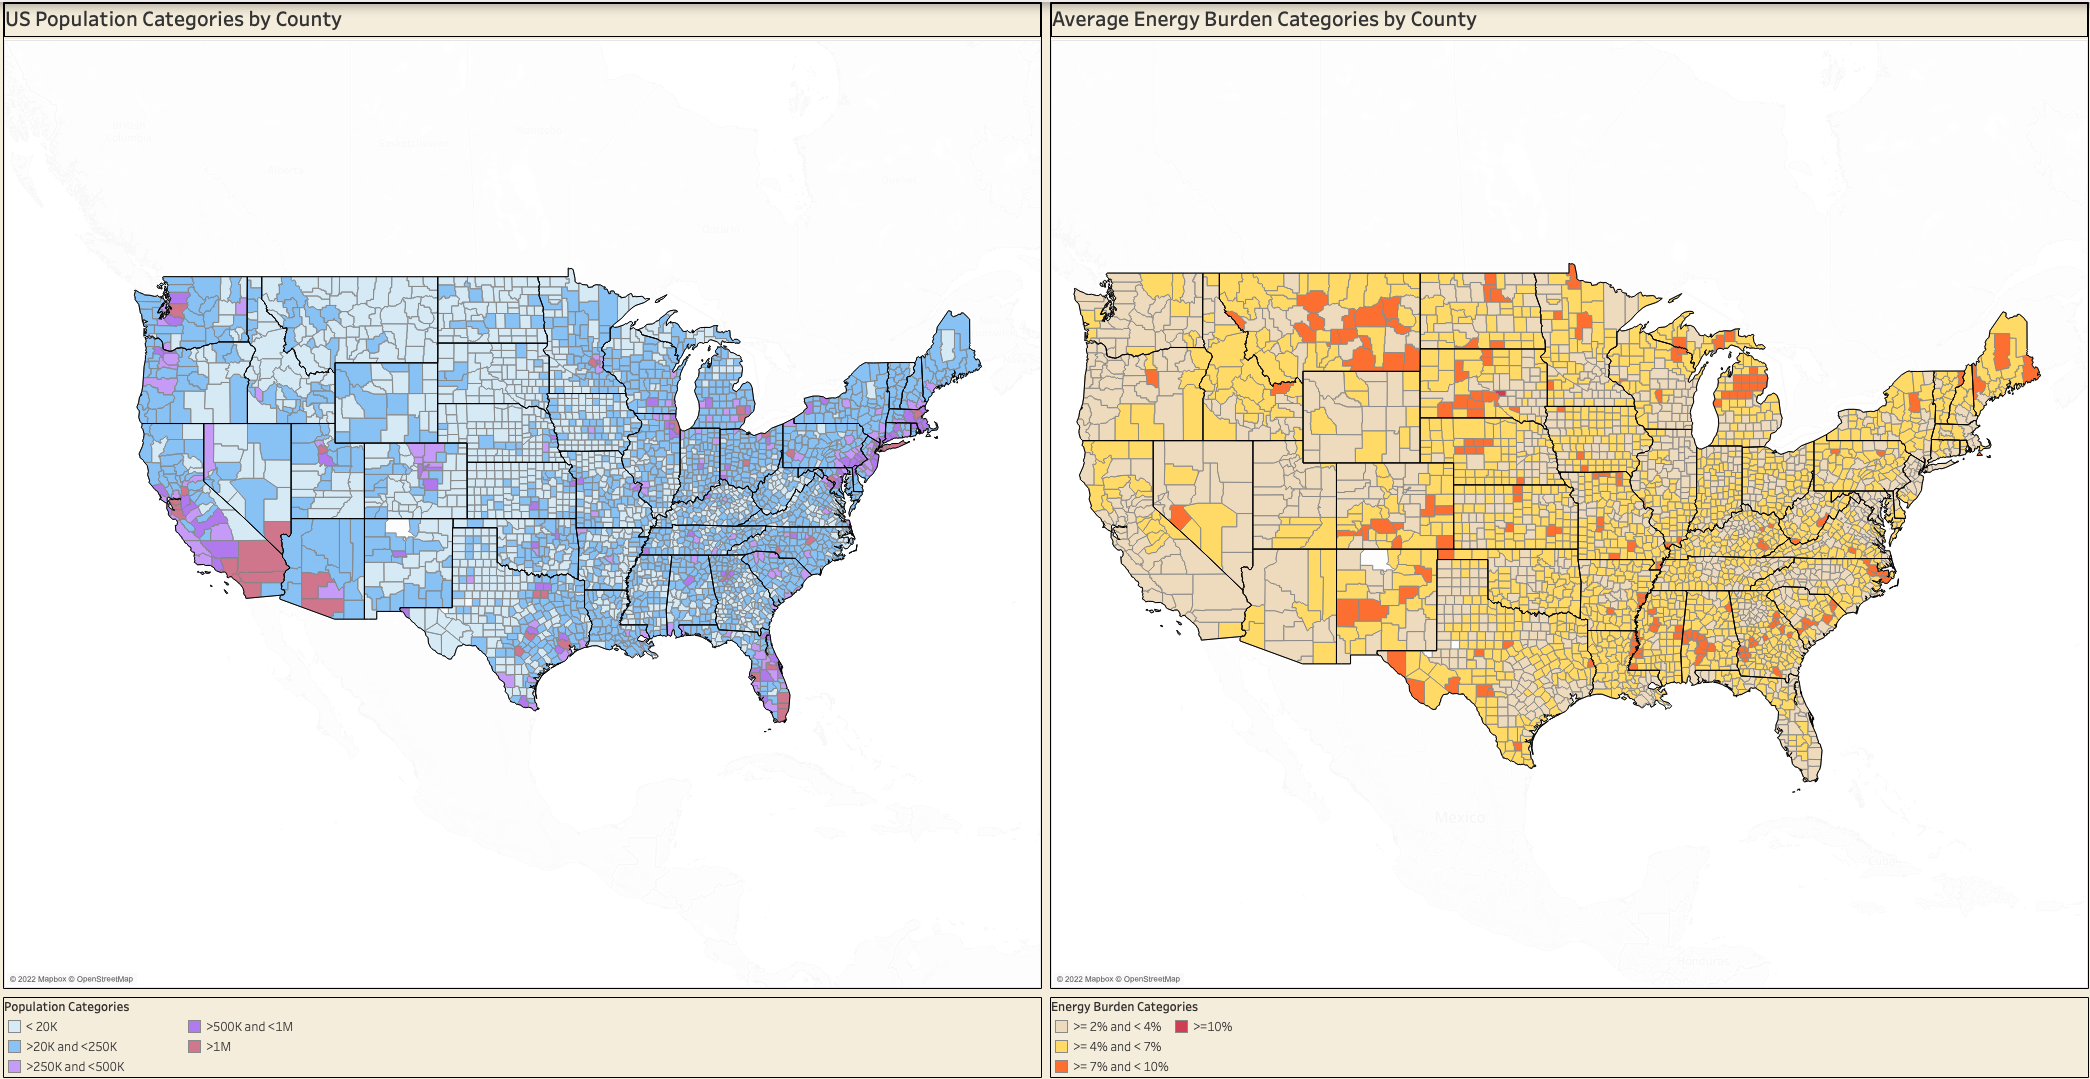 US Population Categories by County
Average Energy Burden Categories by County
Mexico
© 2022 Mapbox © OpenStreetMap
© 2022 Mapbox © OpenStreetMap
Population Categories
< 20K
>20K and <250K
>250K and <500K
>500K and <1M
>1M
Energy Burden Categories
>= 2% and < 4%
>= 4% and < 7%
>= 7% and < 10%
>=10%